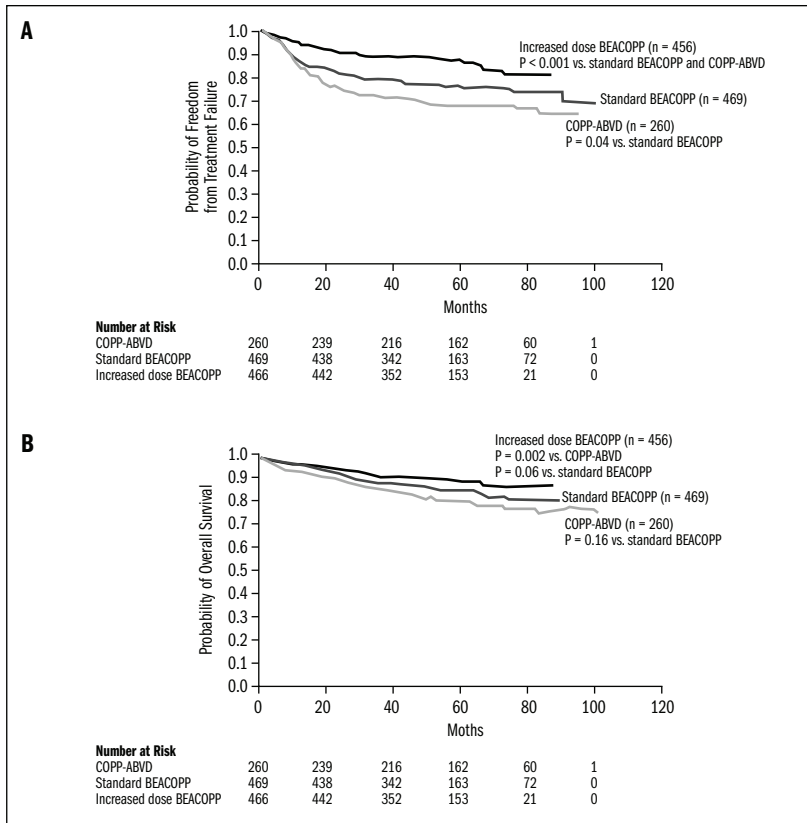 A
Probability of Freedom
from Treatment Failure
1.0
0.9
0.8
0.7
0.6
0.5
0.4
0.3
0.2
0.1
0.0
Increased dose BEACOPP (n = 456)
P < 0.001 vs. standard BEACOPP and COPP-ABVD
Standard BEACOPP (n = 469)
COPP-ABVD (n = 260)
P = 0.04 vs. standard BEACOPP
0 20 40 60 80 100 120
Months
Number at Risk
COPP-ABVD 260 239 216 162 60 1
Standard BEACOPP 469 438 342 163 72 0
Increased dose BEACOPP 466 442 352 153 21 0
B
Probability of Overall Survival
1.0
0.9
0.8
0.7
0.6
0.5
0.4
0.3
0.2
0.1
0.0
Increased dose BEACOPP (n = 456)
P = 0.002 vs. COPP-ABVD
P = 0.06 vs. standard BEACOPP
Standard BEACOPP (n = 469)
COPP-ABVD (n = 260)
P = 0.16 vs. standard BEACOPP
0 20 40 60 80 100 120
Moths
Number at Risk
COPP-ABVD 260 239 216 162 60 1
Standard BEACOPP 469 438 342 163 72 0
Increased dose BEACOPP 466 442 352 153 21 0